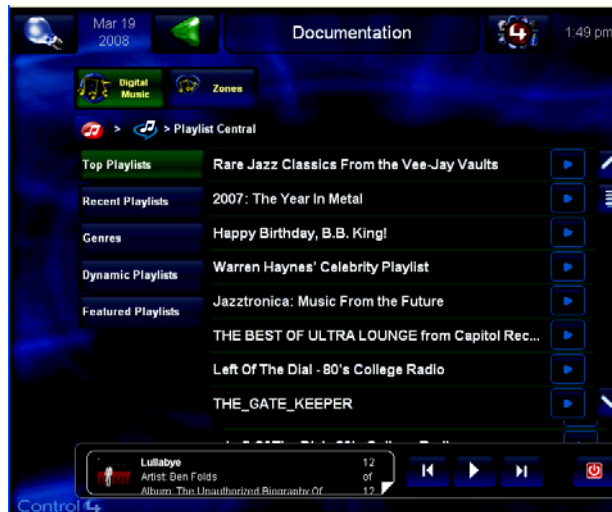 Mar 19
2008
Documentation
4
1:49 pm
Digital
Music
Zones
> > Playlist Central
Top Playlists
Rare Jazz Classics From the Vee-Jay Vaults
Recent Playlists
2007: The Year In Metal
Genres
Happy Birthday, B.B. King!
Dynamic Playlists
Warren Haynes' Celebrity Playlist
Featured Playlists
Jazztronica: Music From the Future
THE BEST OF ULTRA LOUNGE from Capitol Rec...
Left Of The Dial - 80's College Radio
THE_GATE_KEEPER
Lullabye
12
Artist: Ben Folds
of
Album: The Unauthorized Biography Of
12
Control 4